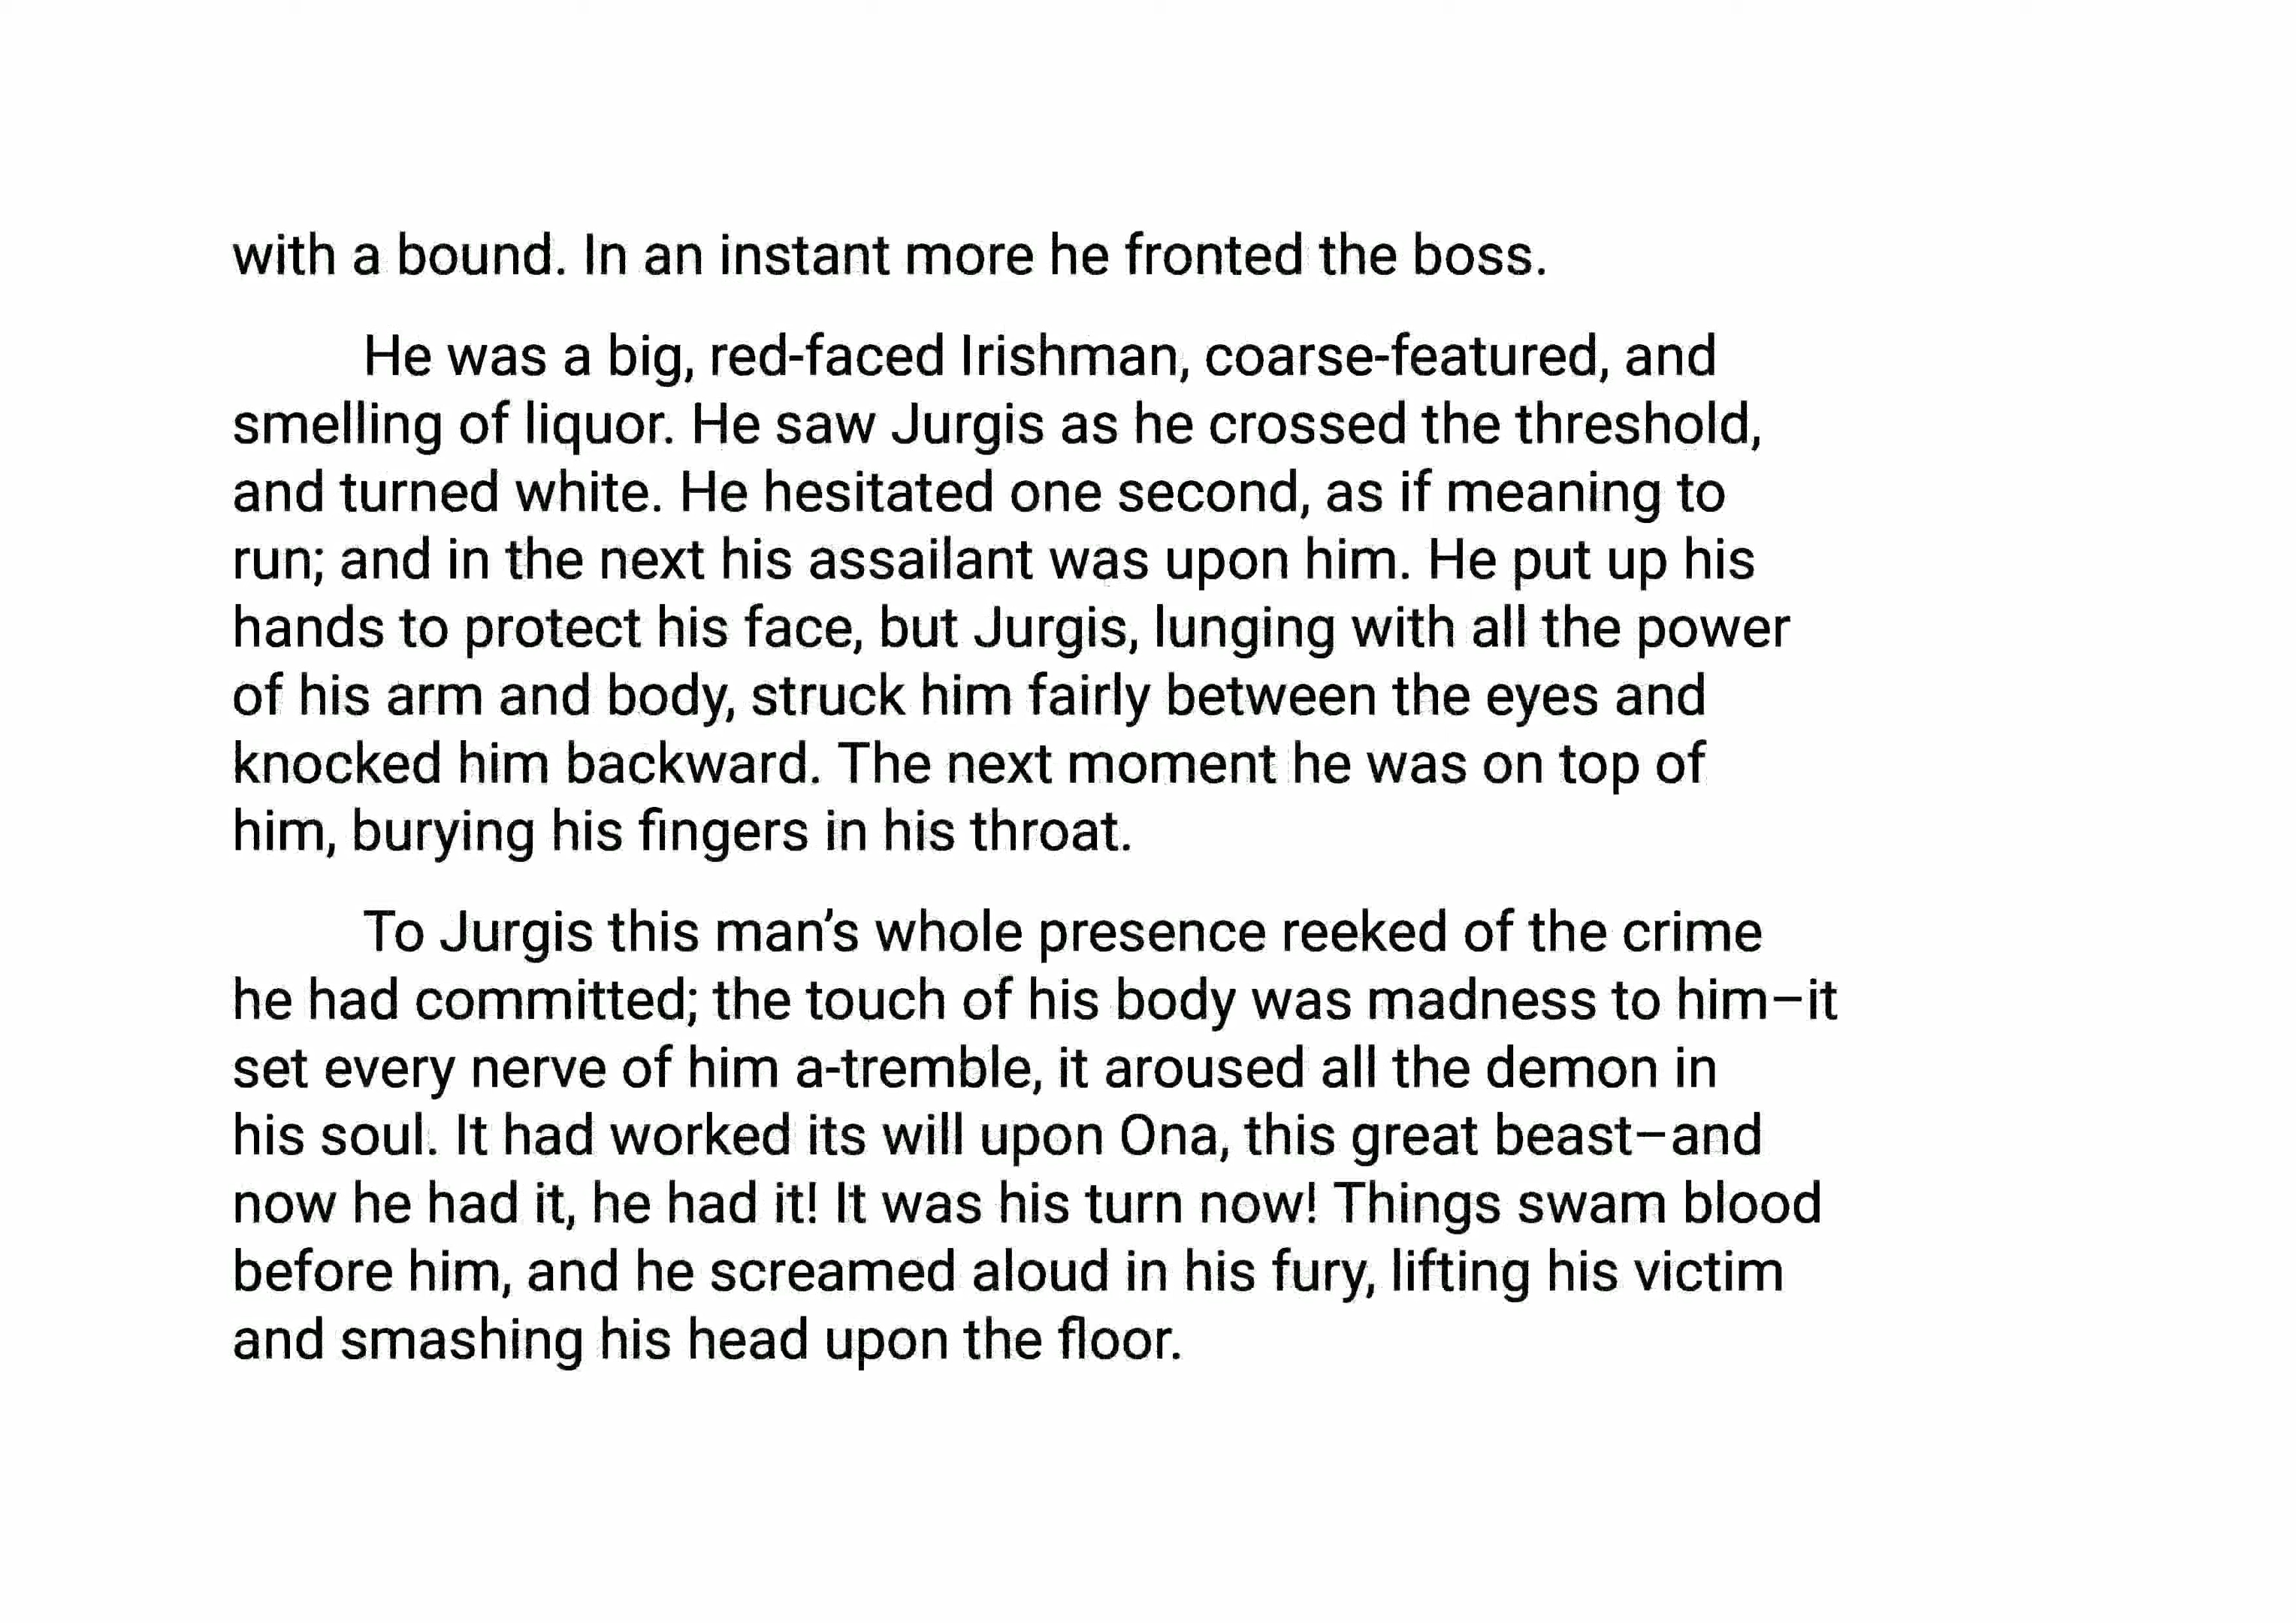 with a bound. In an instant more he fronted the boss.
He was a big, red-faced Irishman, coarse-featured, and
smelling of liquor. He saw Jurgis as he crossed the threshold,
and turned white. He hesitated one second, as if meaning to
run; and in the next his assailant was upon him. He put up his
hands to protect his face, but Jurgis, lunging with all the power
of his arm and body, struck him fairly between the eyes and
knocked him backward. The next moment he was on top of
him, burying his fingers in his throat.
To Jurgis this man’s whole presence reeked of the crime
he had committed; the touch of his body was madness to him–it
set every nerve of him a-tremble, it aroused all the demon in
his soul. It had worked its will upon Ona, this great beast–and
now he had it, he had it! It was his turn now! Things swam blood
before him, and he screamed aloud in his fury, lifting his victim
and smashing his head upon the floor.